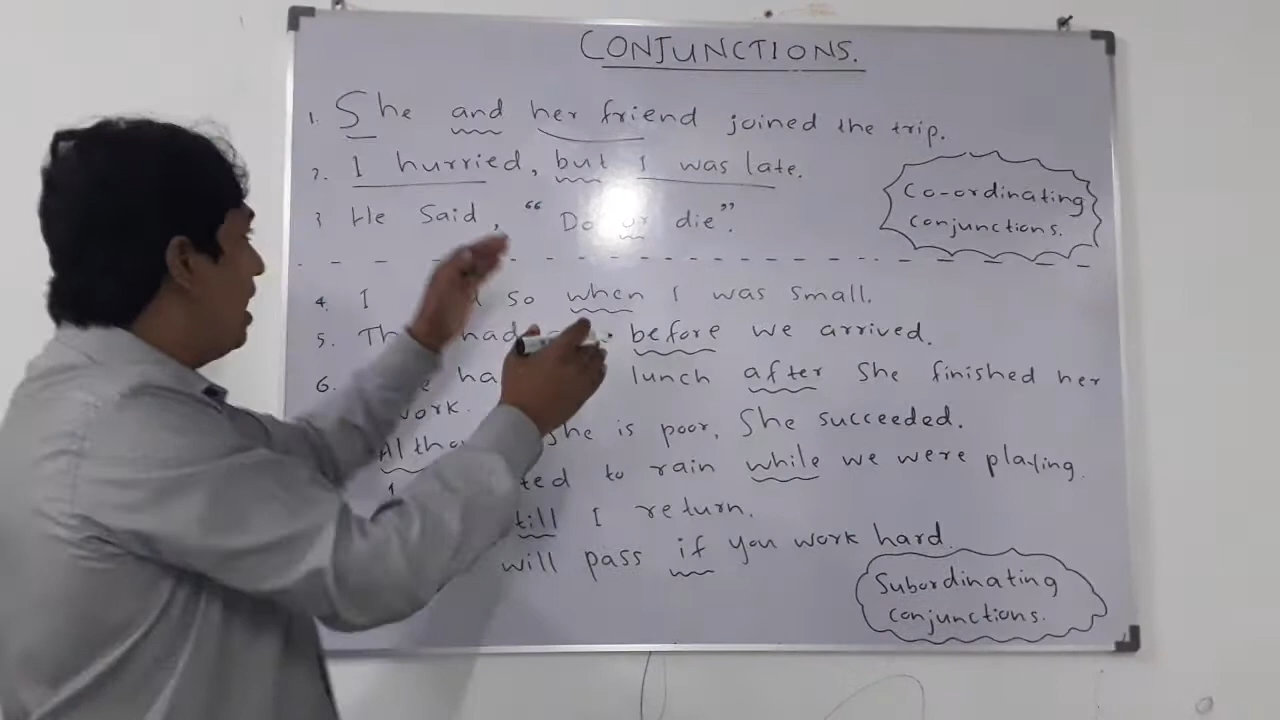 CONJUNCTIONS.
1. She and her friend joined the trip.
2. I hurried, but I was late.
3 He Said, “Do or die”.
Co-ordinating
Conjunctions.
4. I so when I was small.
5. had before we arrived.
6. lunch after She finished her
work.
She is poor, She succeeded.
to rain while we were playing.
till I return.
will pass if you work hard.
Subordinating
Conjunctions.